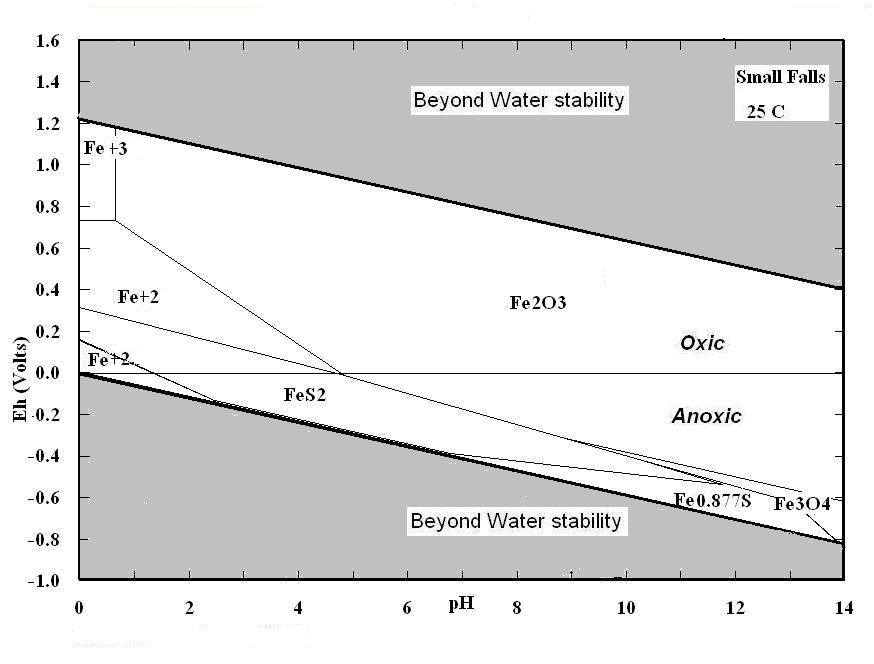 1.6
1.4
1.2
1.0
0.8
0.6
0.4
0.2
0.0
-0.2
-0.4
-0.6
-0.8
-1.0
Eh (Volts)
Beyond Water stability
Small Falls
25 C
Fe +3
Fe+2
Fe2O3
Oxic
Fe+2
FeS2
Anoxic
Fe0.877S
Fe3O4
Beyond Water stability
0 2 4 6 8 10 12 14
pH